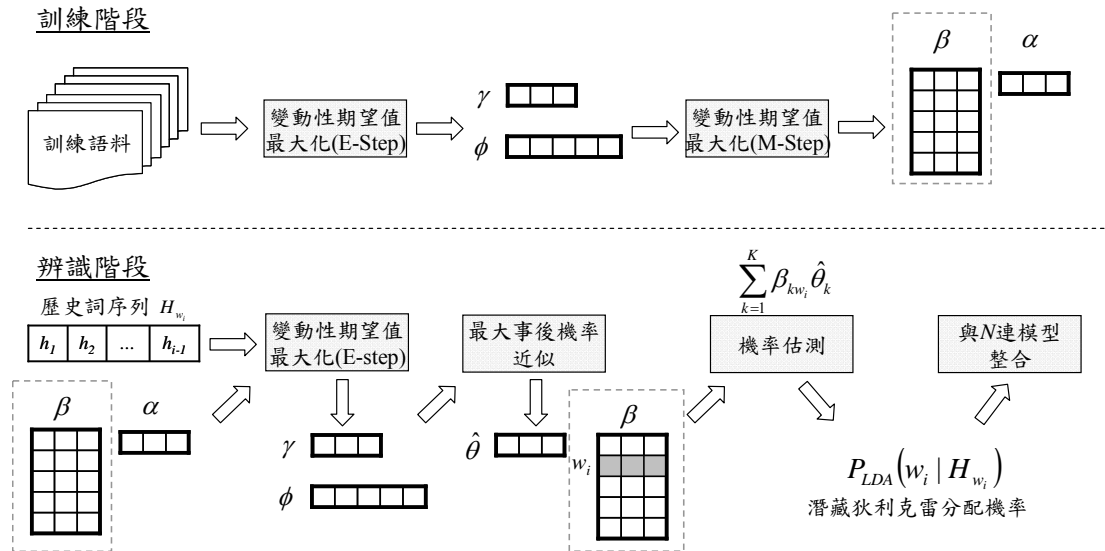 訓練階段
訓練語料
變動性期望值
最大化(E-Step)
γ
ϕ
變動性期望值
最大化(M-Step)
β
α
辨識階段
歷史詞序列 H_{w_i}
h_1 h_2 ... h_{i-1}
變動性期望值
最大化(E-step)
最大事後機率
近似
\sum_{k=1}^{K} β_{kw_i} \hat{θ}_k
機率估測
與N連模型
整合
β
α
γ
ϕ
\hat{θ}
β
w_i
P_{LDA}(w_i | H_{w_i})
潛藏狄利克雷分配機率